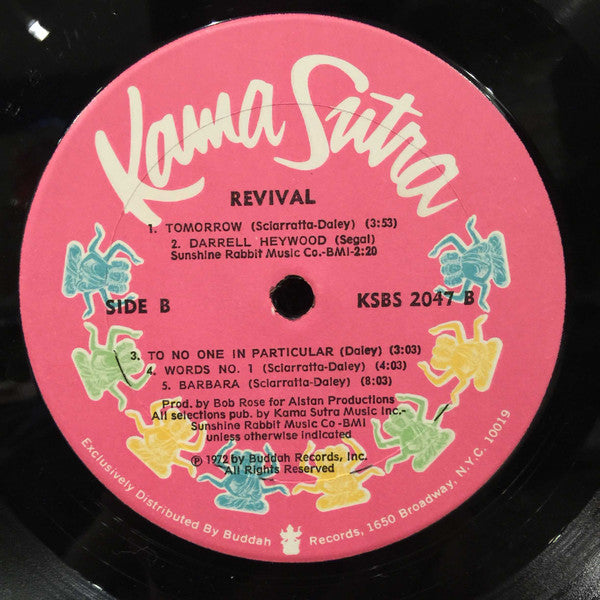 Kama Sutra
REVIVAL
1. TOMORROW (Sciarratta-Daley) (3:53)
2. DARRELL HEYWOOD (Segal)
Sunshine Rabbit Music Co.-BMI-2:20
SIDE B
KSBS 2047 B
3. TO NO ONE IN PARTICULAR (Daley) (3:03)
4. WORDS NO. 1 (Sciarratta-Daley) (4:03)
5. BARBARA (Sciarratta-Daley) (8:03)
Prod. by Bob Rose for Alstan Productions
All selections pub. by Kama Sutra Music Inc.-
Sunshine Rabbit Music Co.-BMI
unless otherwise indicated
℗ 1972 by Buddah Records, Inc.
All Rights Reserved
Exclusively Distributed By Buddah Records, 1650 Broadway, N.Y.C. 10019